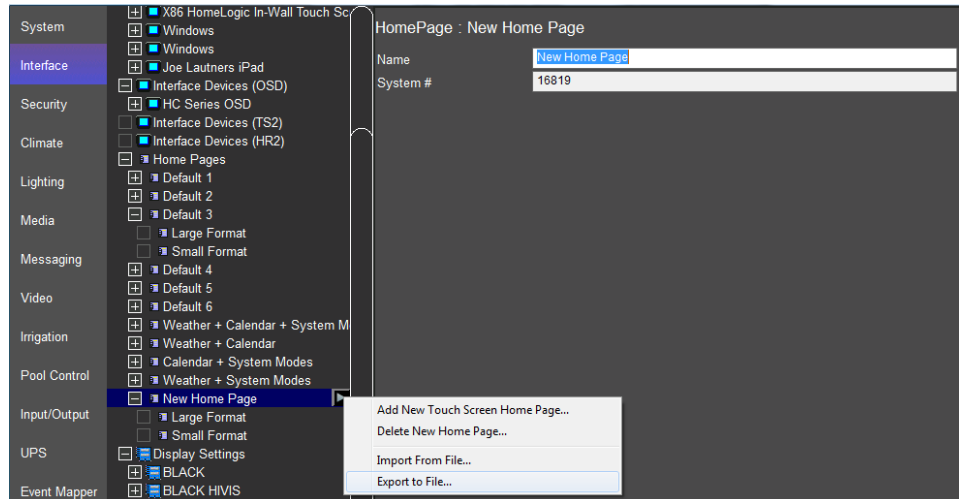 System
Interface
Security
Climate
Lighting
Media
Messaging
Video
Irrigation
Pool Control
Input/Output
UPS
Event Mapper
X86 HomeLogic In-Wall Touch Sc
Windows
Windows
Joe Lautners iPad
Interface Devices (OSD)
HC Series OSD
Interface Devices (TS2)
Interface Devices (HR2)
Home Pages
Default 1
Default 2
Default 3
Large Format
Small Format
Default 4
Default 5
Default 6
Weather + Calendar + System M
Weather + Calendar
Calendar + System Modes
Weather + System Modes
New Home Page
Large Format
Small Format
Display Settings
BLACK
BLACK HIVIS
HomePage : New Home Page
Name New Home Page
System # 16819
Add New Touch Screen Home Page...
Delete New Home Page...
Import From File...
Export to File...